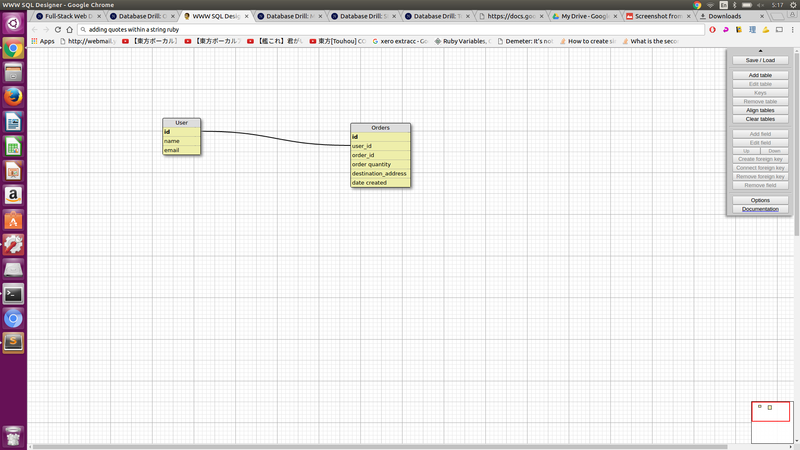 WWW SQL Designer - Google Chrome
En
5:17
Full-Stack Web D
Database Drill: C
WWW SQL Desig
Database Drill:
Database Drill: S
Database Drill:
https://docs.goo
My Drive - Goog
Screenshot from
Downloads
adding quotes within a string ruby
Apps
http://webmail.
【東方ボーカル】
【東方ボーカル
【艦これ】君が
東方[Touhou] CO
xero extracc - Go
Ruby Variables,
Demeter: It's no
How to create s
What is the seco
Save / Load
Add table
Edit table
Keys
Remove table
Align tables
Clear tables
Add field
Edit field
Up
Down
Create foreign key
Connect foreign key
Remove foreign key
Remove field
Options
Documentation
User
id
name
email
Orders
id
user_id
order_id
order quantity
destination_address
date created